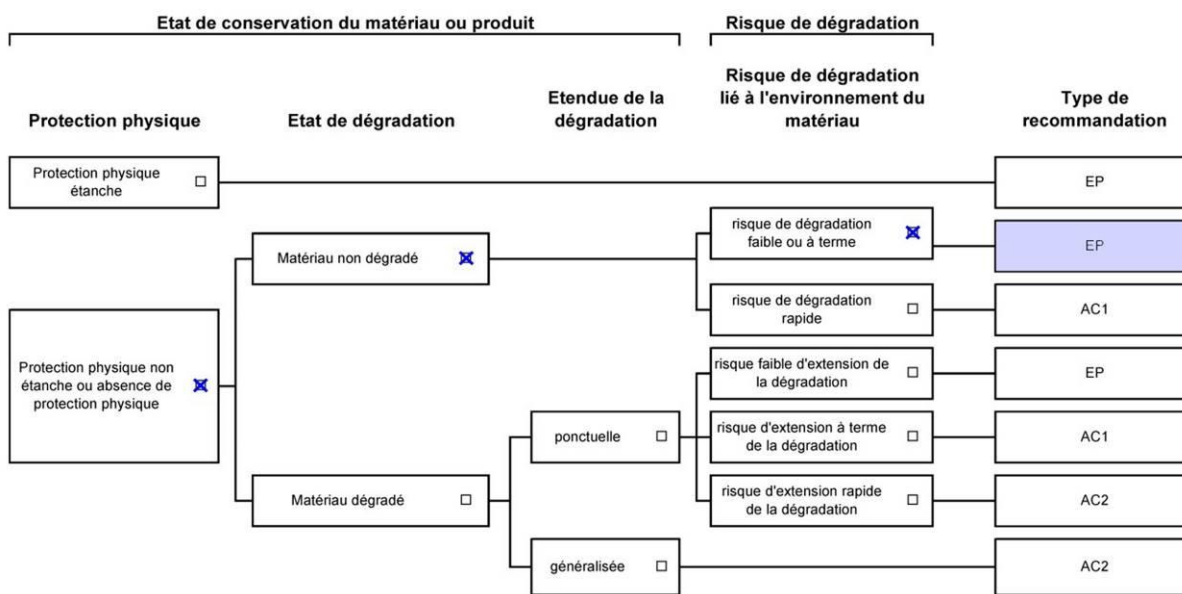 Etat de conservation du matériau ou produit
Risque de dégradation
Protection physique
Etat de dégradation
Etendue de la
dégradation
Risque de dégradation
lié à l'environnement du
matériau
Type de
recommandation
Protection physique
étanche
EP
risque de dégradation
faible ou à terme
Matériau non dégradé
EP
risque de dégradation
rapide
AC1
Protection physique non
étanche ou absence de
protection physique
risque faible d'extension de
la dégradation
EP
ponctuelle
risque d'extension à terme
de la dégradation
AC1
Matériau dégradé
risque d'extension rapide
de la dégradation
AC2
généralisée
AC2